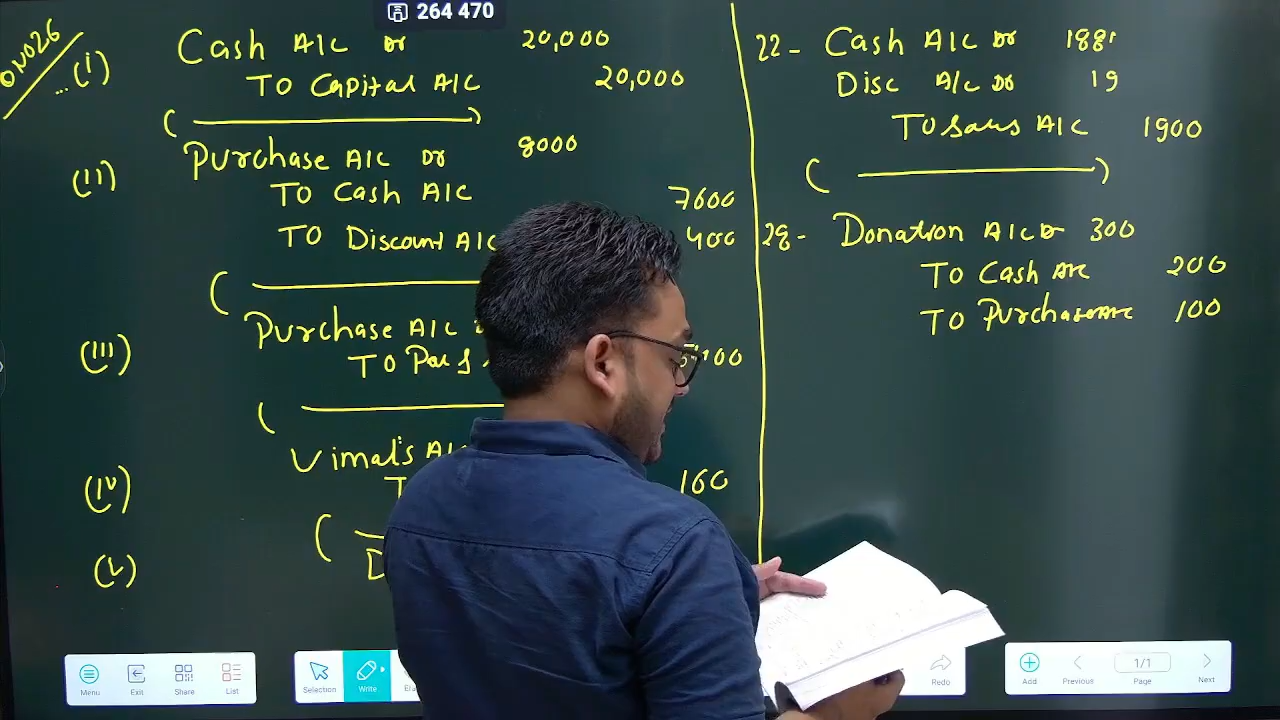 264 470
QNO26
(I) Cash A/C Dr 20,000
TO Capital A/C 20,000
(II) Purchase A/C Dr 8000
TO Cash A/C 7600
TO Discount A/C 400
(III) Purchase A/C
TO
(IV) Vimal's A/C
160
(V)
22- Cash A/C Dr 1881
Disc A/C Dr 19
TO Sales A/C 1900
28- Donation A/C Dr 300
TO Cash A/C 200
TO Purchase A/C 100
Menu Exit Share List
Selection Write
Redo
Add Previous 1/1 Page Next